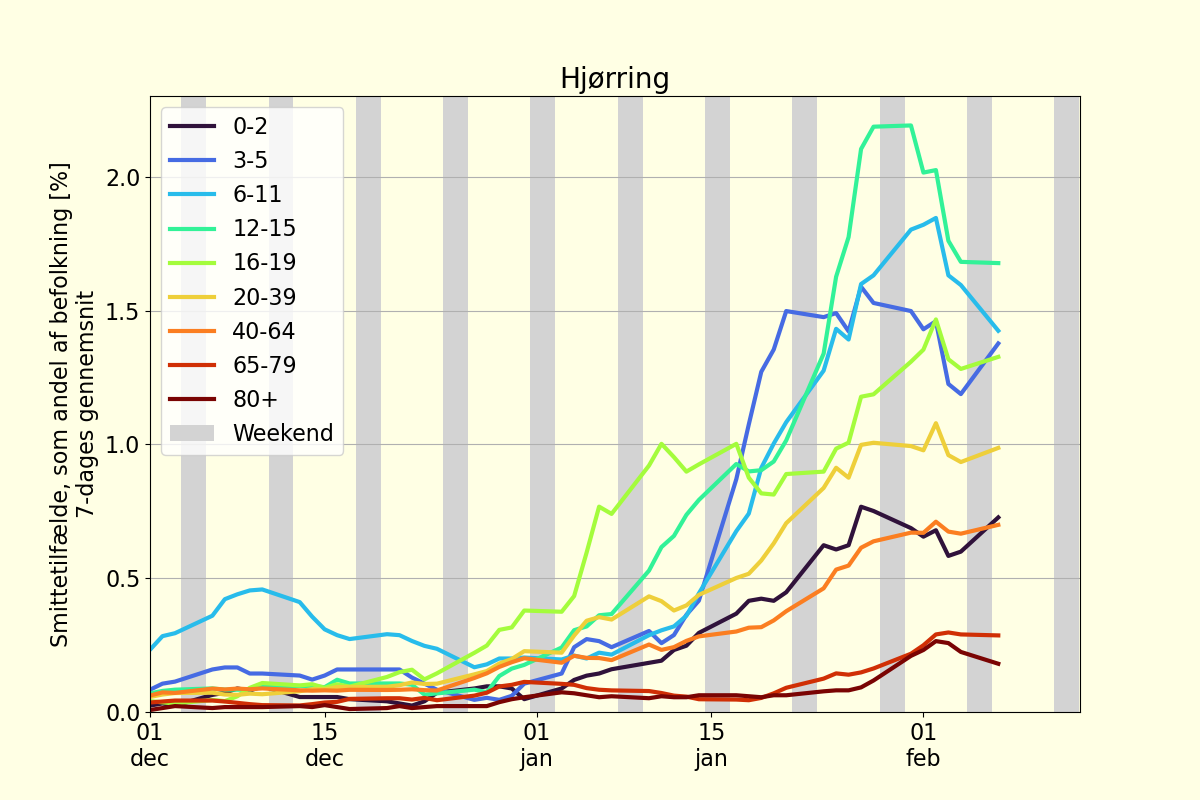 Hjørring
Smittetilfælde, som andel af befolkning [%]
7-dages gennemsnit
2.0
1.5
1.0
0.5
0.0
0-2
3-5
6-11
12-15
16-19
20-39
40-64
65-79
80+
Weekend
01
dec
15
dec
01
jan
15
jan
01
feb